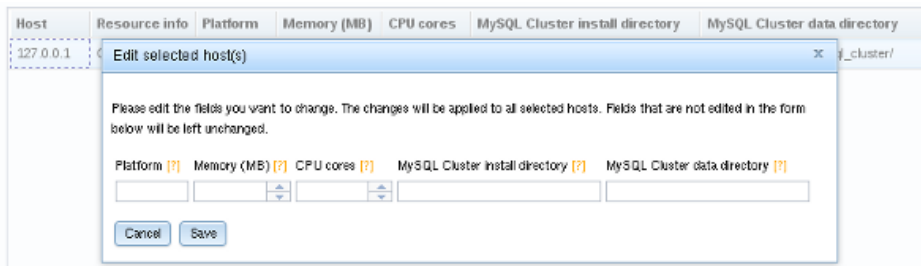 Host Resource info Platform Memory (MB) CPU cores MySQL Cluster install directory MySQL Cluster data directory
127.0.0.1
Edit selected host(s) x ql_cluster/
Please edit the fields you want to change. The changes will be applied to all selected hosts. Fields that are not edited in the form
below will be left unchanged.
Platform [?] Memory (MB) [?] CPU cores [?] MySQL Cluster install directory [?] MySQL Cluster data directory [?]
Cancel Save